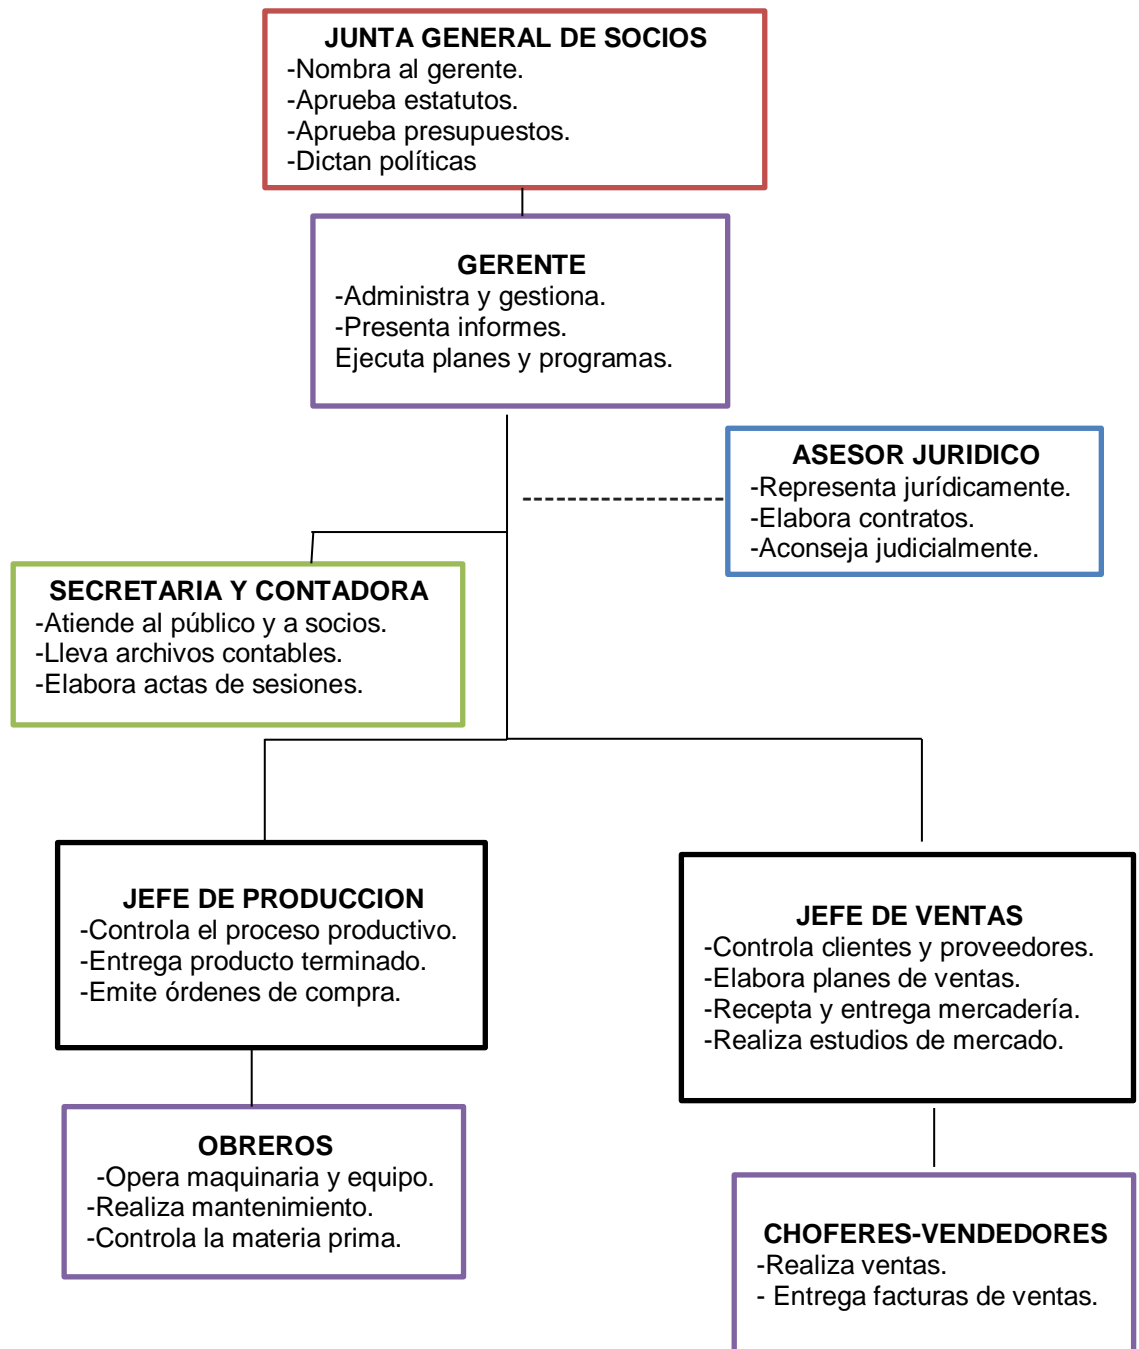 JUNTA GENERAL DE SOCIOS
-Nombra al gerente.
-Aprueba estatutos.
-Aprueba presupuestos.
-Dictan políticas
GERENTE
-Administra y gestiona.
-Presenta informes.
Ejecuta planes y programas.
ASESOR JURIDICO
-Representa jurídicamente.
-Elabora contratos.
-Aconseja judicialmente.
SECRETARIA Y CONTADORA
-Atiende al público y a socios.
-Lleva archivos contables.
-Elabora actas de sesiones.
JEFE DE PRODUCCION
-Controla el proceso productivo.
-Entrega producto terminado.
-Emite órdenes de compra.
JEFE DE VENTAS
-Controla clientes y proveedores.
-Elabora planes de ventas.
-Recepta y entrega mercadería.
-Realiza estudios de mercado.
OBREROS
-Opera maquinaria y equipo.
-Realiza mantenimiento.
-Controla la materia prima.
CHOFERES-VENDEDORES
-Realiza ventas.
- Entrega facturas de ventas.